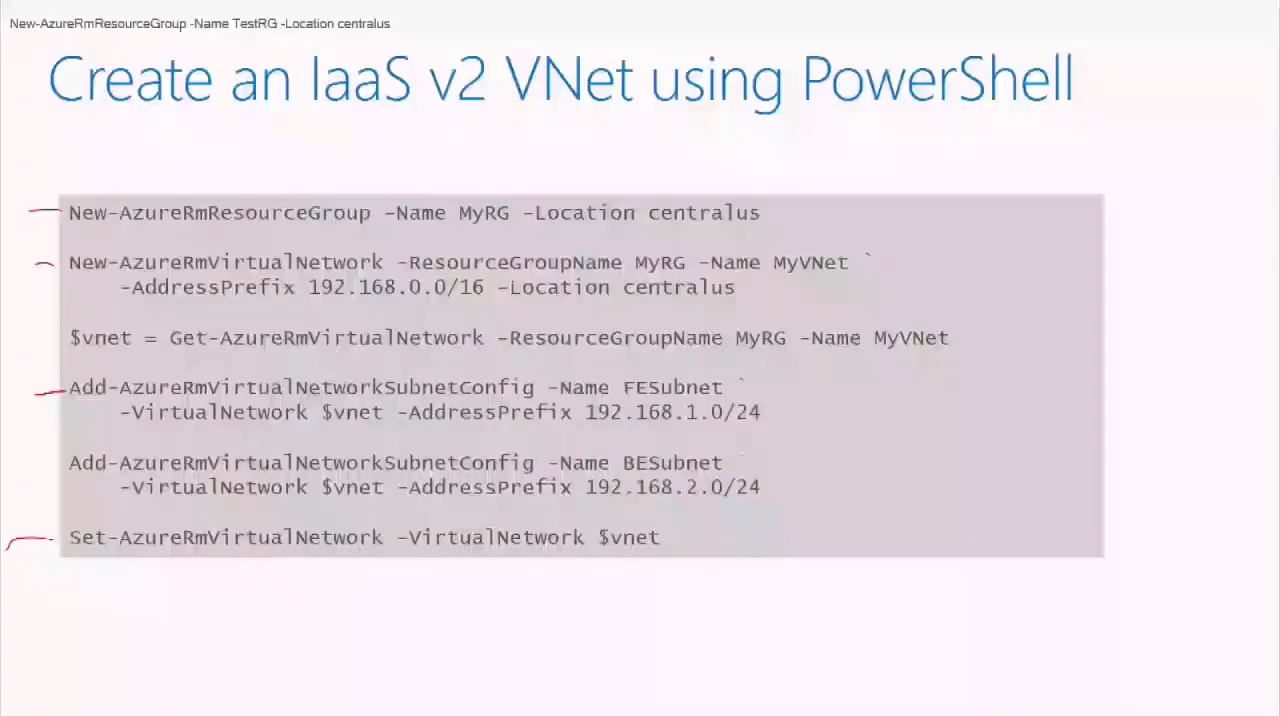 New-AzureRmResourceGroup -Name TestRG -Location centralus
Create an IaaS v2 VNet using PowerShell
New-AzureRmResourceGroup -Name MyRG -Location centralus
New-AzureRmVirtualNetwork -ResourceGroupName MyRG -Name MyVNet `
-AddressPrefix 192.168.0.0/16 -Location centralus
$vnet = Get-AzureRmVirtualNetwork -ResourceGroupName MyRG -Name MyVNet
Add-AzureRmVirtualNetworkSubnetConfig -Name FESubnet `
-VirtualNetwork $vnet -AddressPrefix 192.168.1.0/24
Add-AzureRmVirtualNetworkSubnetConfig -Name BESubnet `
-VirtualNetwork $vnet -AddressPrefix 192.168.2.0/24
Set-AzureRmVirtualNetwork -VirtualNetwork $vnet